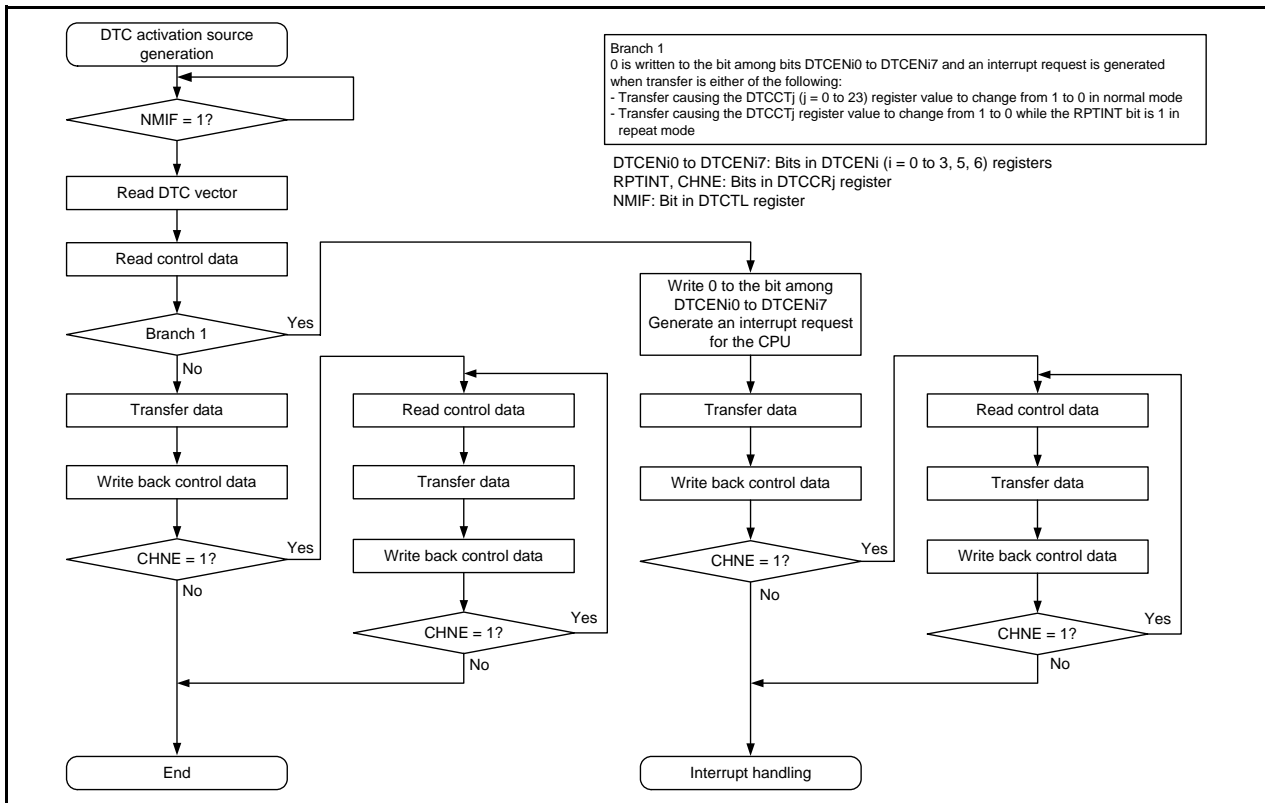 DTC activation source
generation
NMIF = 1?
Read DTC vector
Read control data
Branch 1
Yes
No
Transfer data
Write back control data
CHNE = 1?
Yes
No
End
Read control data
Transfer data
Write back control data
CHNE = 1?
Yes
No
Branch 1
0 is written to the bit among bits DTCENi0 to DTCENi7 and an interrupt request is generated
when transfer is either of the following:
- Transfer causing the DTCCTj (j = 0 to 23) register value to change from 1 to 0 in normal mode
- Transfer causing the DTCCTj register value to change from 1 to 0 while the RPTINT bit is 1 in
repeat mode
DTCENi0 to DTCENi7: Bits in DTCENi (i = 0 to 3, 5, 6) registers
RPTINT, CHNE: Bits in DTCCRj register
NMIF: Bit in DTCTL register
Write 0 to the bit among
DTCENi0 to DTCENi7
Generate an interrupt request
for the CPU
Transfer data
Write back control data
CHNE = 1?
Yes
No
Interrupt handling
Read control data
Transfer data
Write back control data
CHNE = 1?
Yes
No